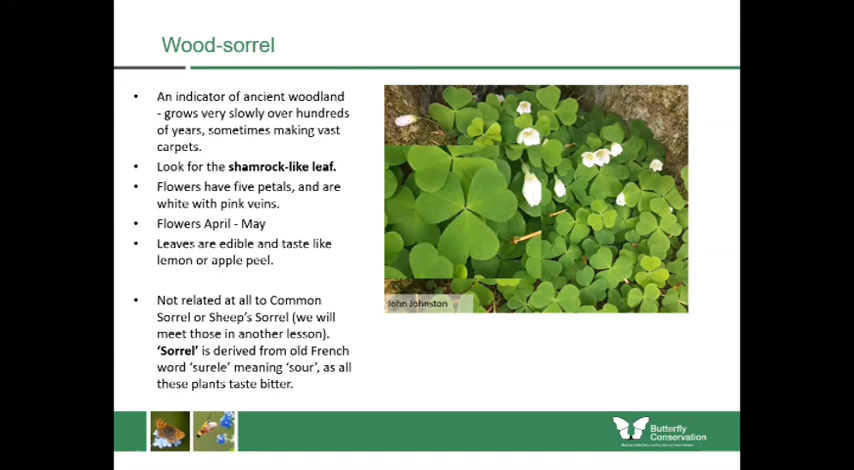 Wood-sorrel
• An indicator of ancient woodland
- grows very slowly over hundreds
of years, sometimes making vast
carpets.
• Look for the shamrock-like leaf.
• Flowers have five petals, and are
white with pink veins.
• Flowers April - May
• Leaves are edible and taste like
lemon or apple peel.
• Not related at all to Common
Sorrel or Sheep's Sorrel (we will
meet those in another lesson).
'Sorrel' is derived from old French
word 'surele' meaning 'sour', as all
these plants taste bitter.
John Johnston
Butterfly
Conservation